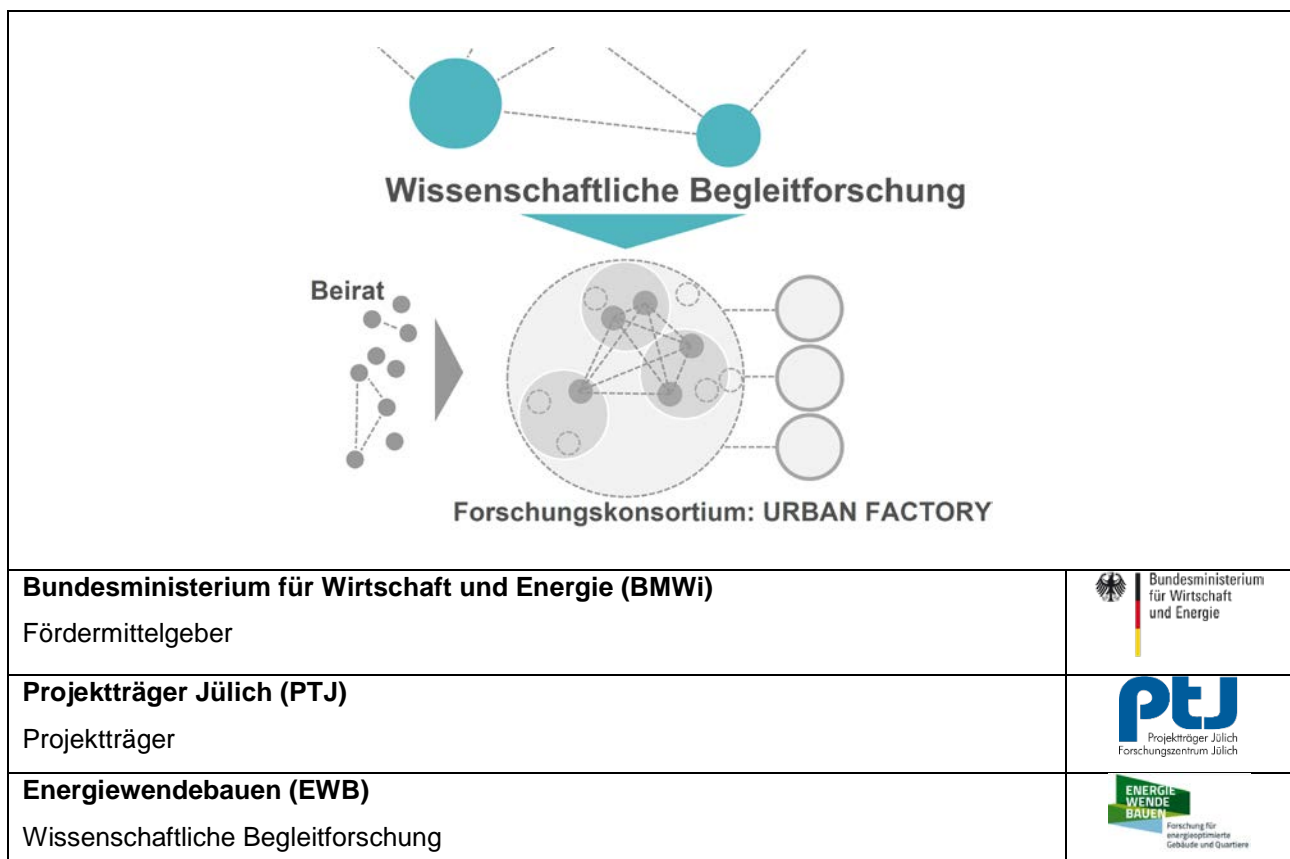 Wissenschaftliche Begleitforschung
Beirat
Forschungskonsortium: URBAN FACTORY
Bundesministerium für Wirtschaft und Energie (BMWi)
Fördermittelgeber
Bundesministerium
für Wirtschaft
und Energie
Projektträger Jülich (PTJ)
Projektträger
ptJ
Projektträger Jülich
Forschungszentrum Jülich
Energiewendebauen (EWB)
Wissenschaftliche Begleitforschung
ENERGIE
WENDE
BAUEN
Forschung für
energieoptimierte
Gebäude und Quartiere